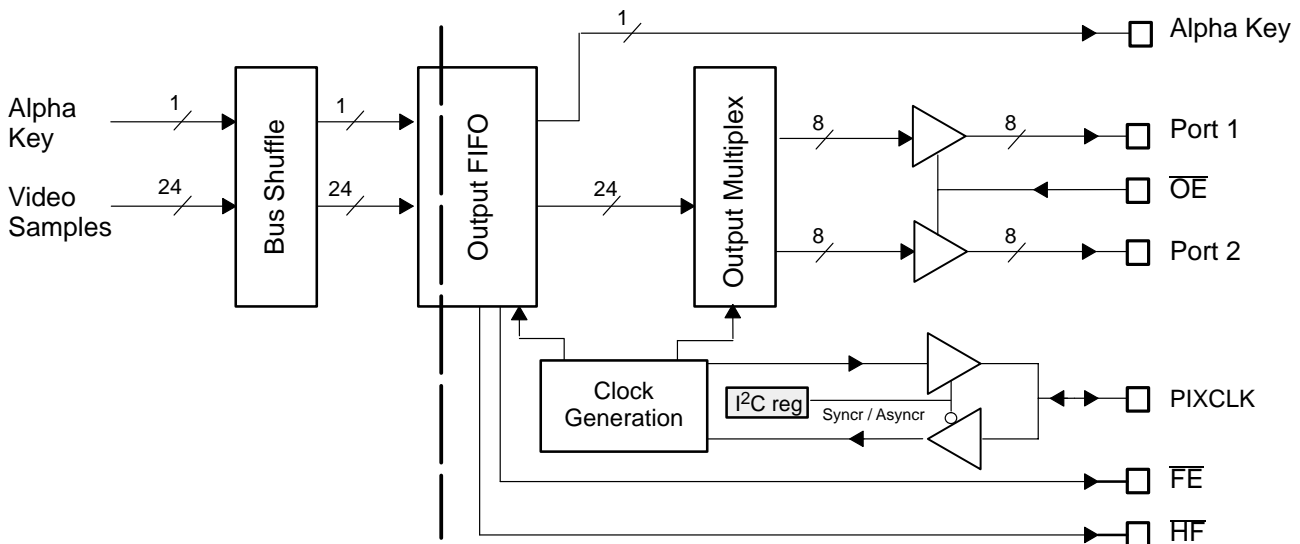 1
Alpha Key
Alpha
Key
1
1
8
8
Port 1
OE
Video
Samples
24
24
24
8
8
Port 2
Bus Shuffle
Output FIFO
Output Multiplex
Clock
Generation
I²C reg
Syncr / Asyncr
PIXCLK
FE
HF